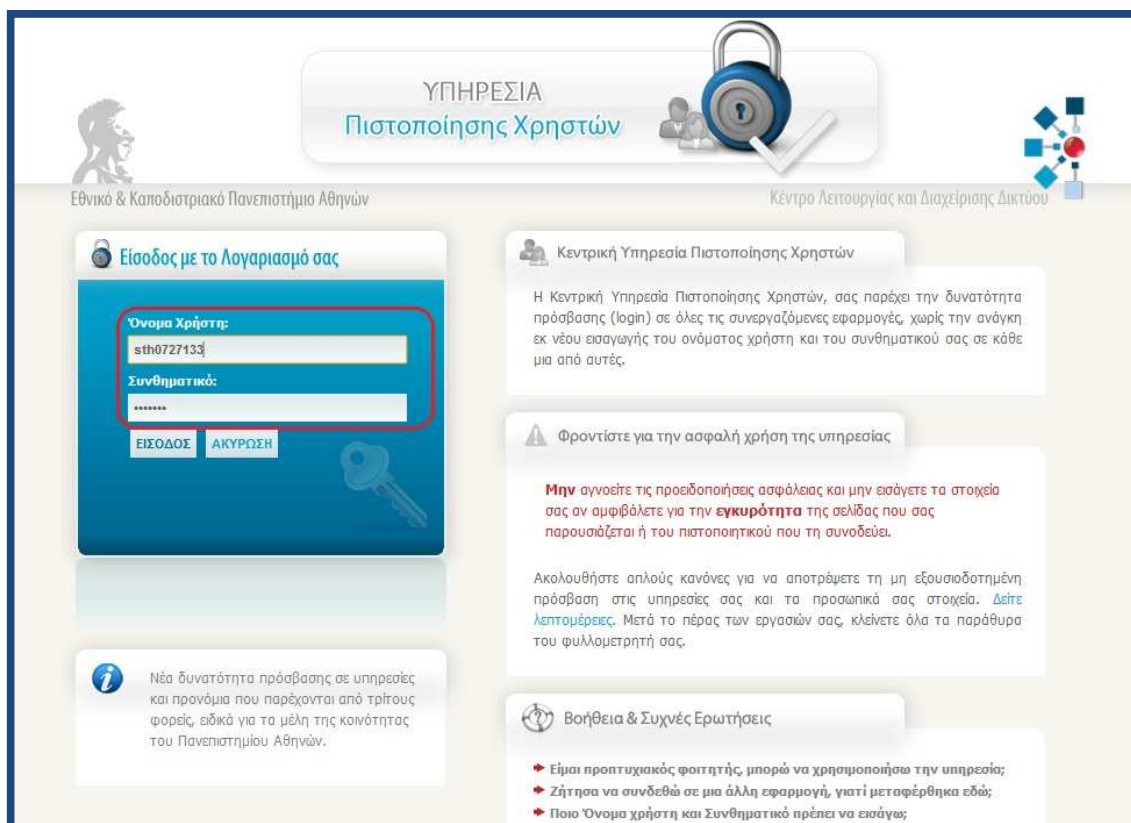 ΥΠΗΡΕΣΙΑ
Πιστοποίησης Χρηστών
Εθνικό & Καποδιστριακό Πανεπιστήμιο Αθηνών
Κέντρο Λειτουργίας και Διαχείρισης Δικτύου
Είσοδος με το Λογαριασμό σας
Όνομα Χρήστη:
sth0727133
Συνθηματικό:
•••••••
ΕΙΣΟΔΟΣ ΑΚΥΡΩΣΗ
Νέα δυνατότητα πρόσβασης σε υπηρεσίες
και προνόμια που παρέχονται από τρίτους
φορείς, ειδικά για τα μέλη της κοινότητας
του Πανεπιστημίου Αθηνών.
Κεντρική Υπηρεσία Πιστοποίησης Χρηστών
Η Κεντρική Υπηρεσία Πιστοποίησης Χρηστών, σας παρέχει την δυνατότητα
πρόσβασης (login) σε όλες τις συνεργαζόμενες εφαρμογές, χωρίς την ανάγκη
εκ νέου εισαγωγής του ονόματος χρήστη και του συνθηματικού σας σε κάθε
μια από αυτές.
Φροντίστε για την ασφαλή χρήση της υπηρεσίας
Μην αγνοείτε τις προειδοποιήσεις ασφάλειας και μην εισάγετε τα στοιχεία
σας αν αμφιβάλετε για την εγκυρότητα της σελίδας που σας
παρουσιάζεται ή του πιστοποιητικού που τη συνοδεύει.
Ακολουθήστε απλούς κανόνες για να αποτρέψετε τη μη εξουσιοδοτημένη
πρόσβαση στις υπηρεσίες σας και τα προσωπικά σας στοιχεία. Δείτε
λεπτομέρειες. Μετά το πέρας των εργασιών σας, κλείνετε όλα τα παράθυρα
του φυλλομετρητή σας.
Βοήθεια & Συχνές Ερωτήσεις
Είμαι προπτυχιακός φοιτητής, μπορώ να χρησιμοποιήσω την υπηρεσία;
Ζήτησα να συνδεθώ σε μια άλλη εφαρμογή, γιατί μεταφέρθηκα εδώ;
Ποιο Όνομα χρήστη και Συνθηματικό πρέπει να εισάγω;